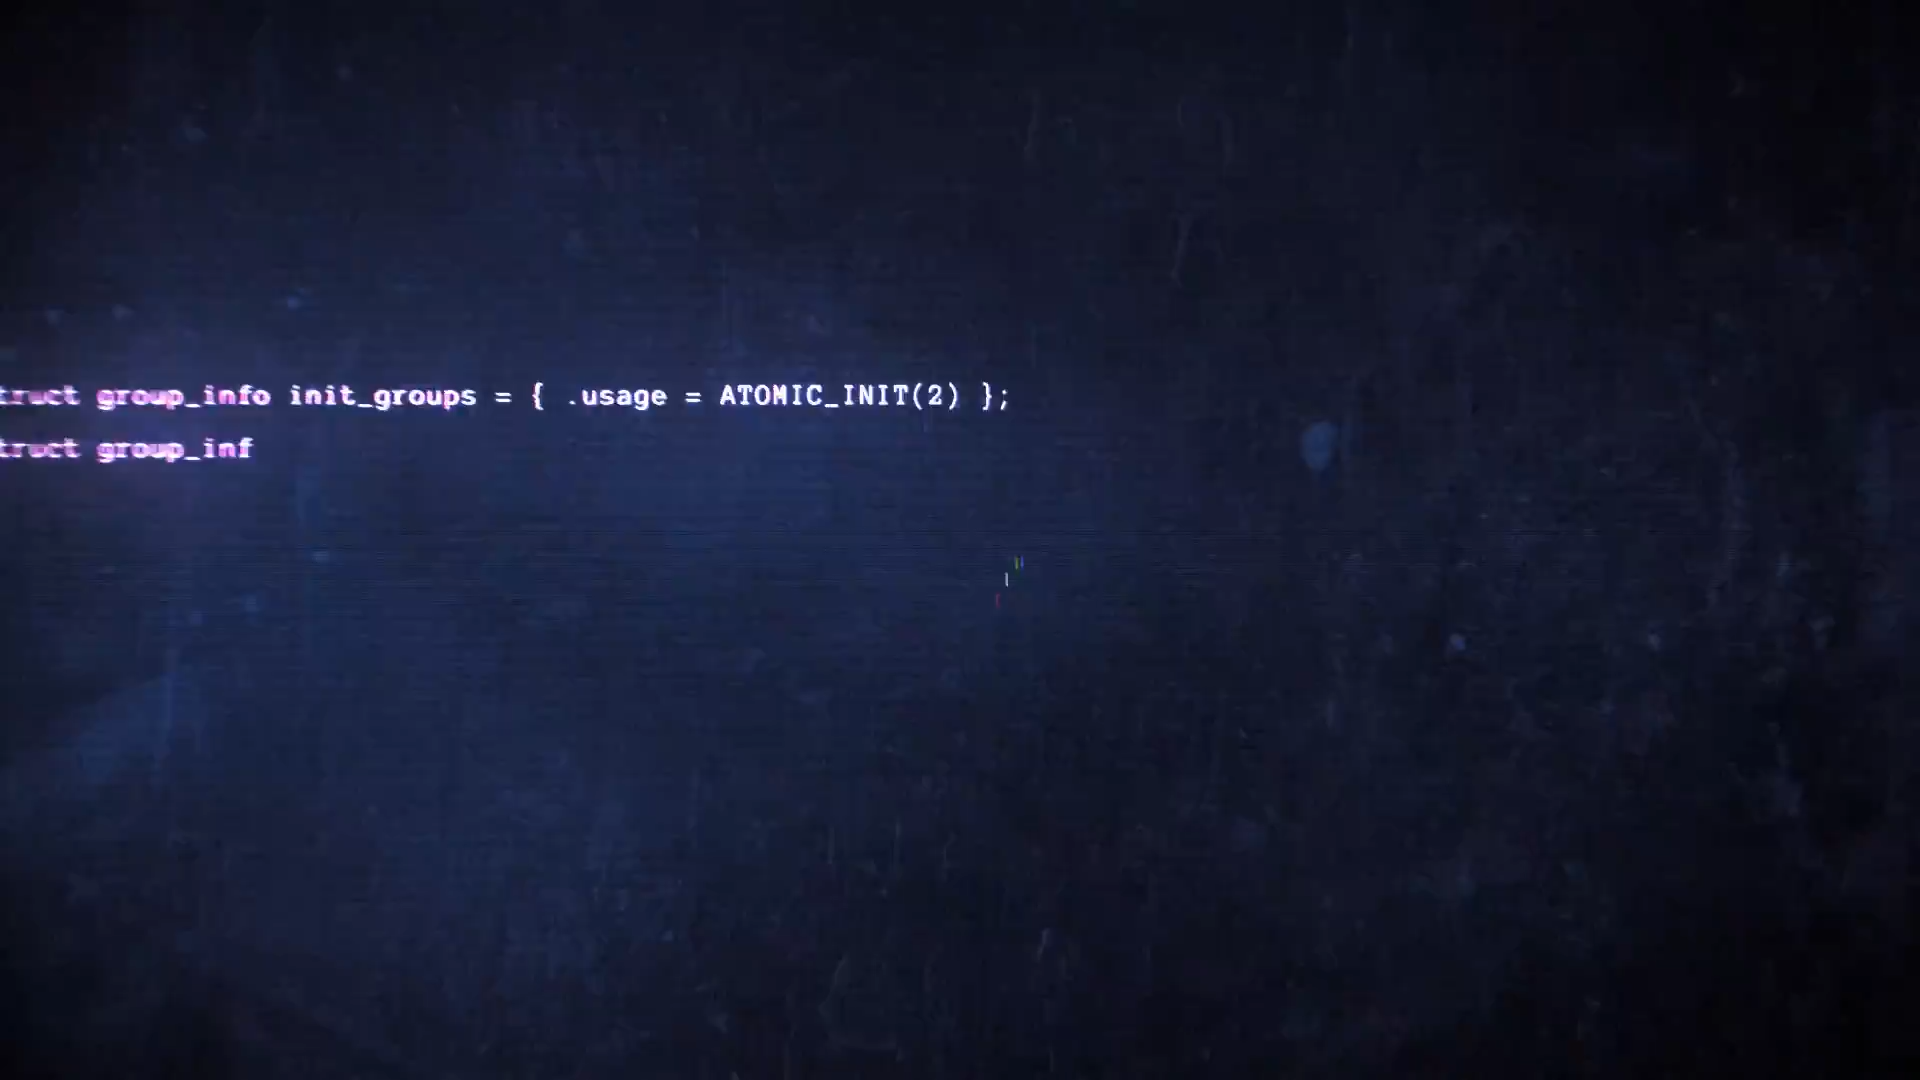 truct group_info init_groups = { .usage = ATOMIC_INIT(2) };
truct group_inf